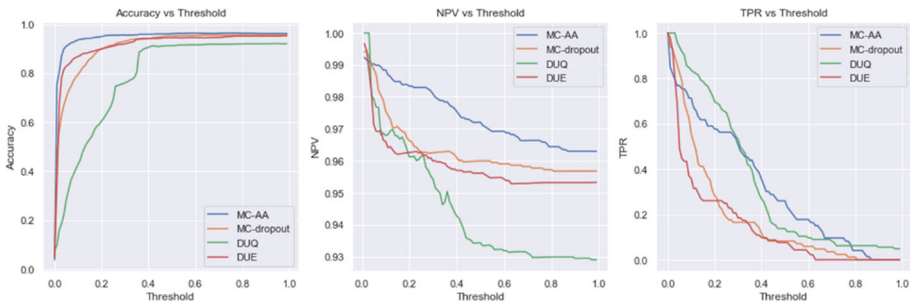 Accuracy vs Threshold
1.0
0.8
0.6
0.4
0.2
0.0
Accuracy
MC-AA
MC-dropout
DUQ
DUE
0.0 0.2 0.4 0.6 0.8 1.0
Threshold
NPV vs Threshold
1.00
0.99
0.98
0.97
0.96
0.95
0.94
0.93
NPV
MC-AA
MC-dropout
DUQ
DUE
0.0 0.2 0.4 0.6 0.8 1.0
Threshold
TPR vs Threshold
1.0
0.8
0.6
0.4
0.2
0.0
TPR
MC-AA
MC-dropout
DUQ
DUE
0.0 0.2 0.4 0.6 0.8 1.0
Threshold